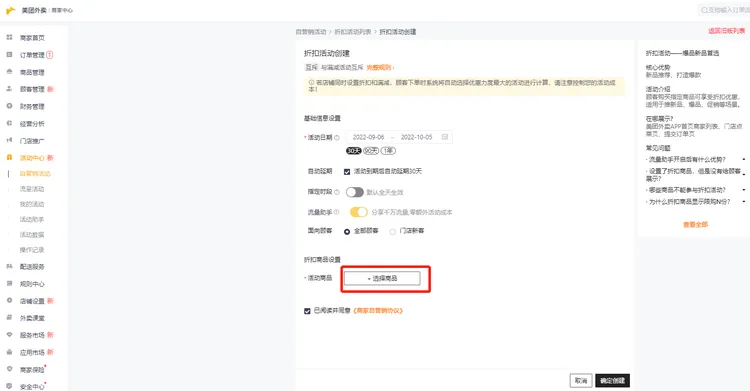 美团外卖 商家中心
互动输入订单
返回旧版列表
商家首页
订单管理 1
商品管理
顾客管理 新
财务管理
经营分析
门店推广
活动中心 新
自营销活动
流量活动
我的活动
活动助手
活动数据
操作记录
配送服务
规则中心
店铺设置 新
外卖课堂
服务市场 新
应用市场 新
商家保险
安全中心
自营销活动 > 折扣活动列表 > 折扣活动创建
折扣活动创建
互斥 与满减活动互斥 完整规则 ›
若店铺同时设置折扣和满减，顾客下单时系统将自动选择优惠力度最大的活动进行计算，请注意控制您的活动成本！
基础信息设置
* 活动日期 2022-09-06 ~ 2022-10-05
30天 90天 1年
自动延期 活动到期后自动延期30天
指定时段 默认全天生效
流量助手 分享千万流量,零额外活动成本
面向顾客 全部顾客 门店新客
折扣商品设置
* 活动商品 + 选择商品
已阅读并同意《商家自营销协议》
取消 确定创建
折扣活动——爆品新品首选
核心优势
新品推荐、打造爆款
活动介绍
顾客购买指定商品可享受折扣优惠，
适用于推新品、爆品、促销等场景。
在哪展示?
美团外卖APP首页商家列表、门店点
商页、提交订单页
常见问题
· 流量助手开启后有什么优势?
· 设置了折扣商品，但是没有给顾客
展示?
· 哪些商品不能参与折扣活动?
· 为什么折扣商品显示限购N份?
查看全部